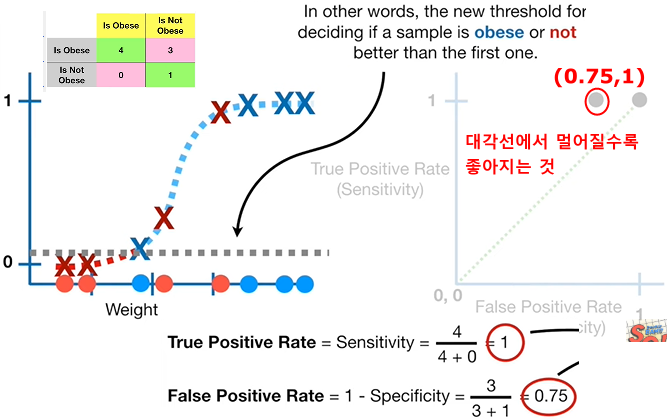 In other words, the new threshold for
deciding if a sample is obese or not
better than the first one.
Is Obese
Is Not
Obese
Is Obese
4
3
Is Not
Obese
0
1
1
0
Weight
(0.75,1)
1
대각선에서 멀어질수록
좋아지는 것
True Positive Rate
(Sensitivity)
0, 0
False Positive Rate
1
True Positive Rate = Sensitivity = 4 / 4 + 0 = 1
False Positive Rate = 1 - Specificity = 3 / 3 + 1 = 0.75